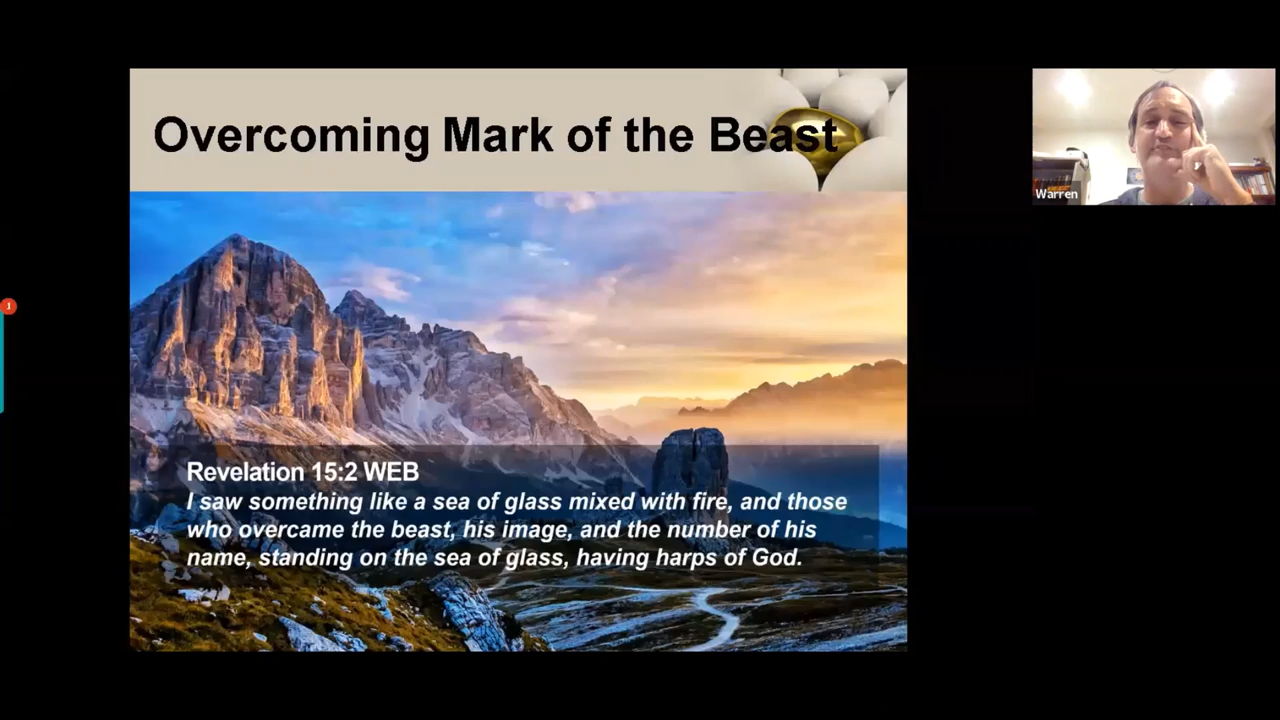 Overcoming Mark of the Beast
Warren
1
Revelation 15:2 WEB
I saw something like a sea of glass mixed with fire, and those
who overcame the beast, his image, and the number of his
name, standing on the sea of glass, having harps of God.